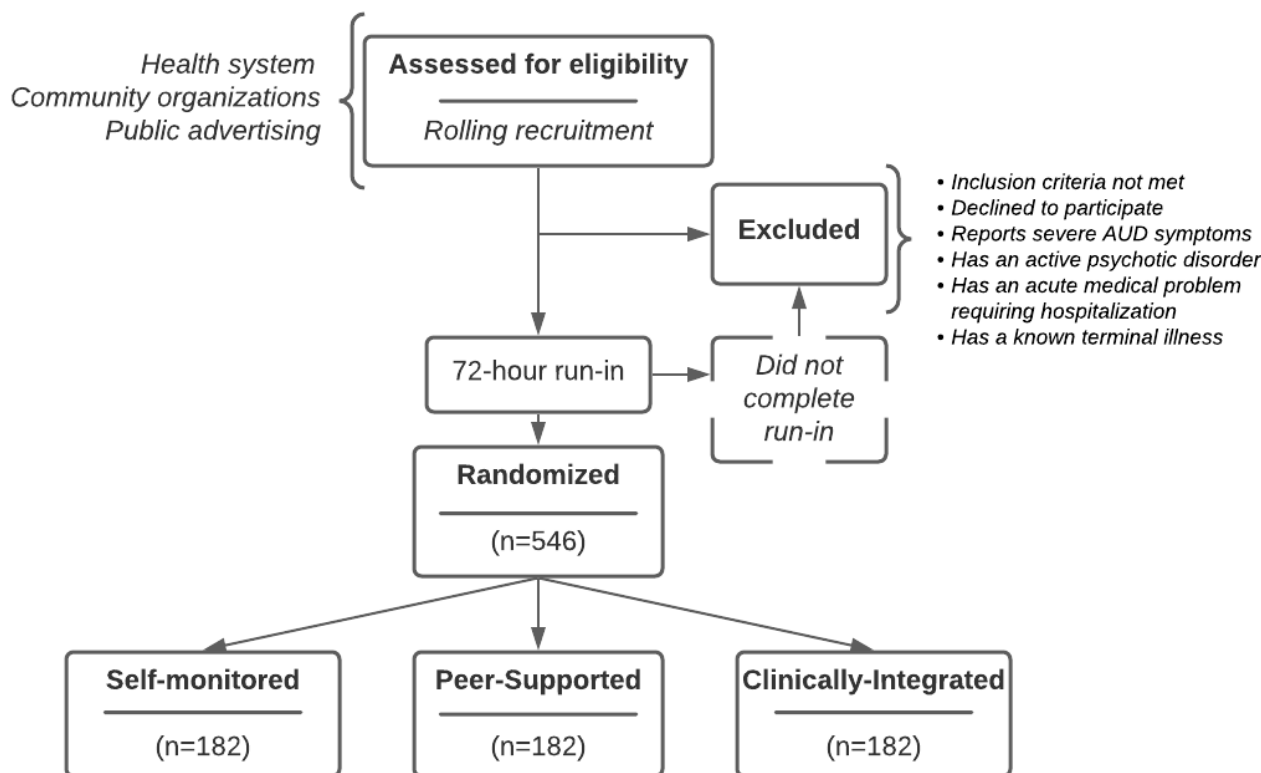 Health system
Community organizations
Public advertising
Assessed for eligibility
Rolling recruitment
Excluded
• Inclusion criteria not met
• Declined to participate
• Reports severe AUD symptoms
• Has an active psychotic disorder
• Has an acute medical problem
requiring hospitalization
• Has a known terminal illness
72-hour run-in
Did not
complete
run-in
Randomized
(n=546)
Self-monitored
(n=182)
Peer-Supported
(n=182)
Clinically-Integrated
(n=182)